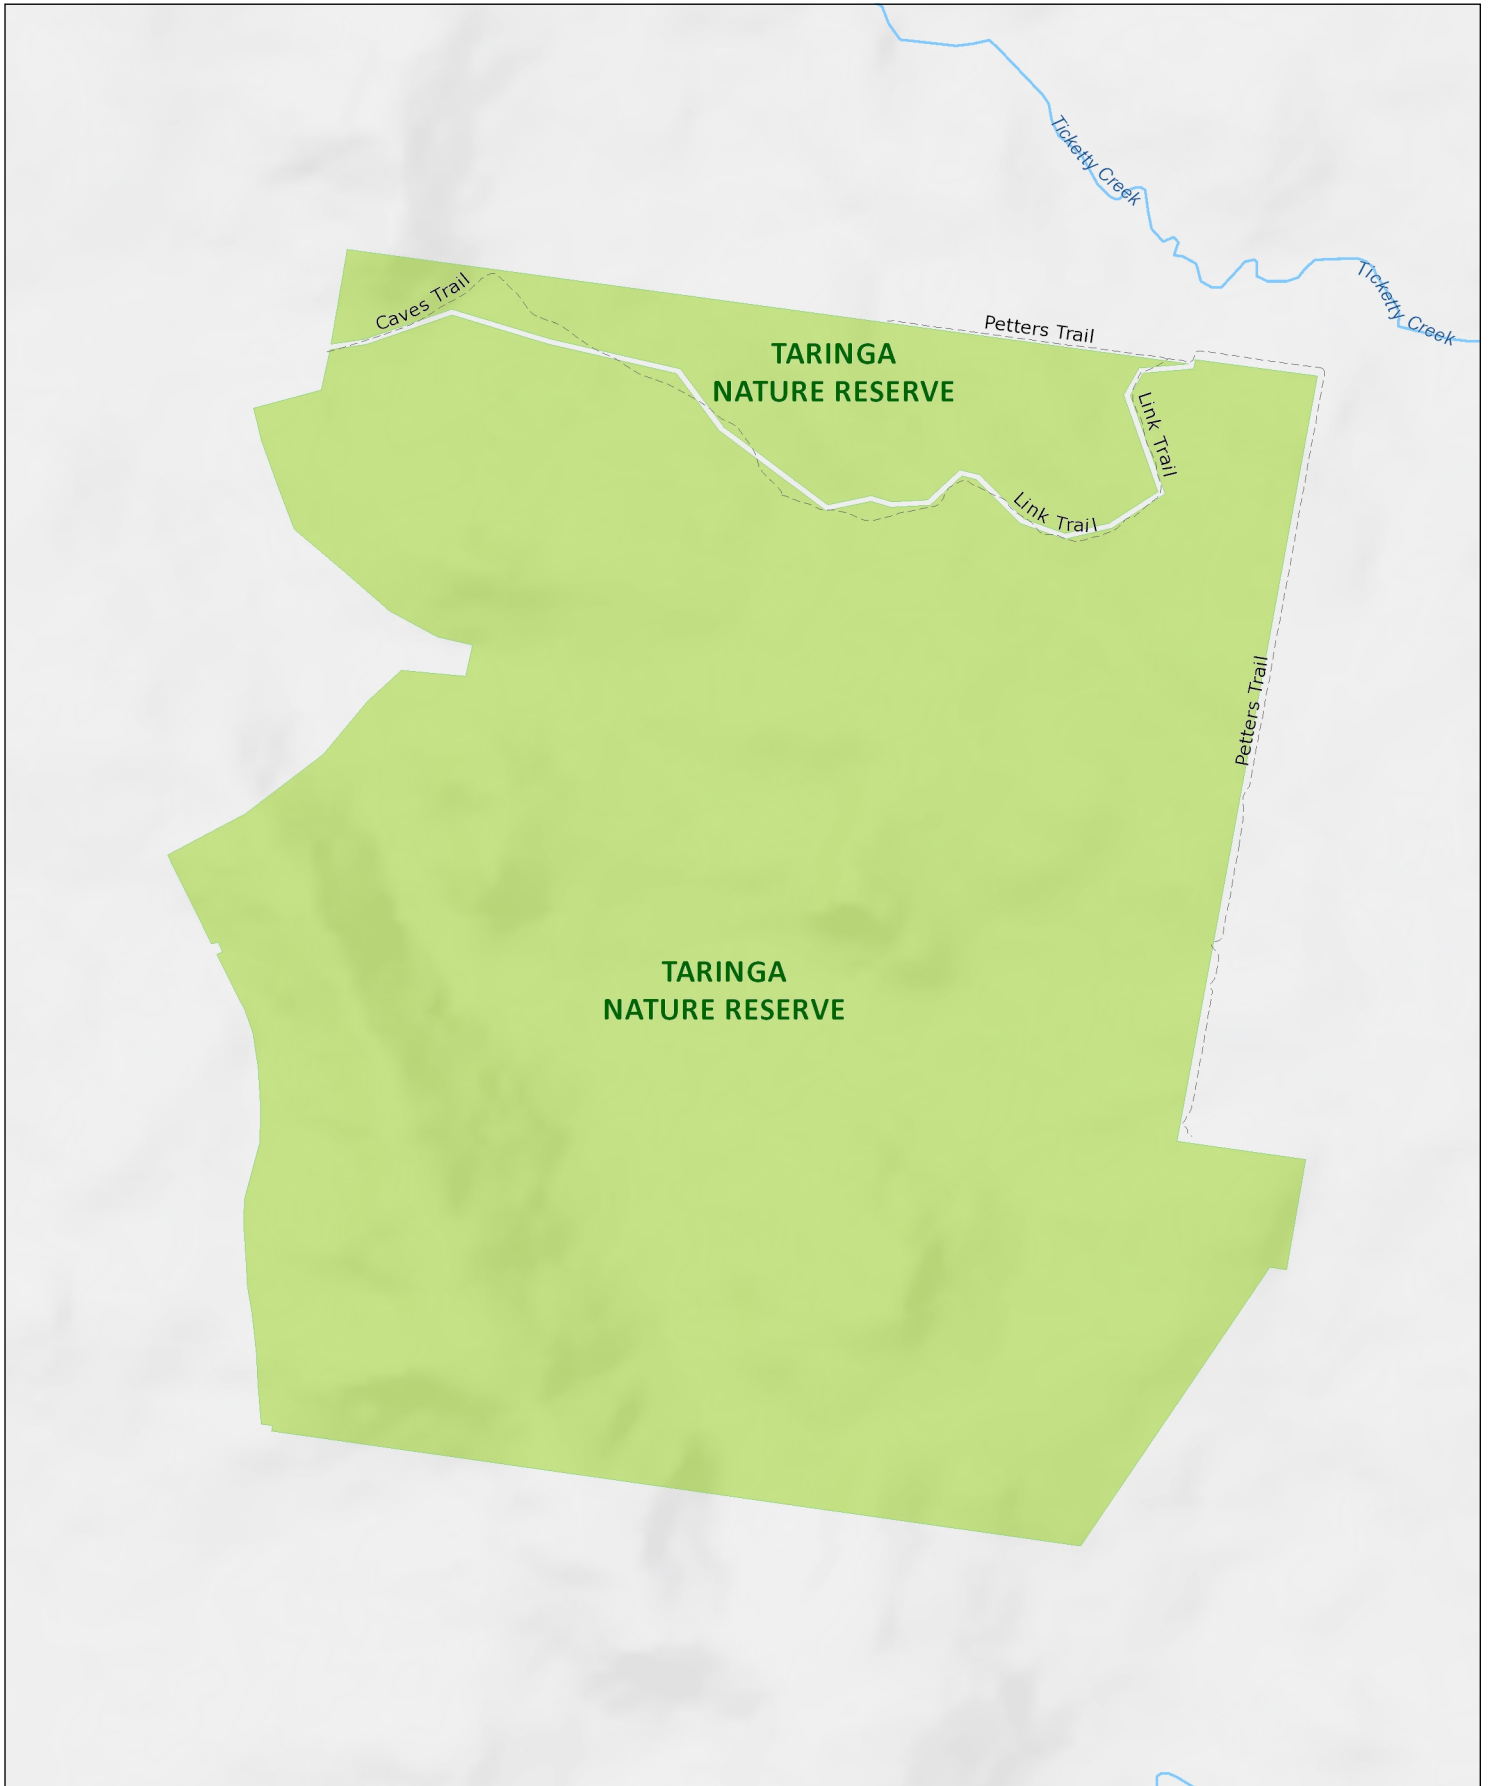 Ticketty Creek
Ticketty Creek
Caves Trail
Petters Trail
TARINGA
NATURE RESERVE
Link Trail
Link Trail
Petters Trail
TARINGA
NATURE RESERVE